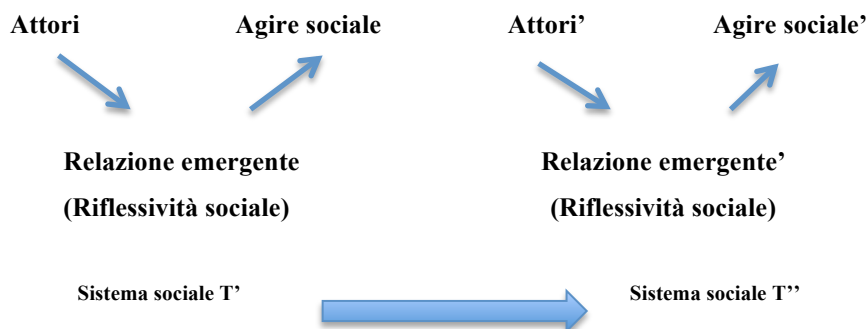 Attori Agire sociale Attori’ Agire sociale’
Relazione emergente Relazione emergente’
(Riflessività sociale) (Riflessività sociale)
Sistema sociale T’ Sistema sociale T’’